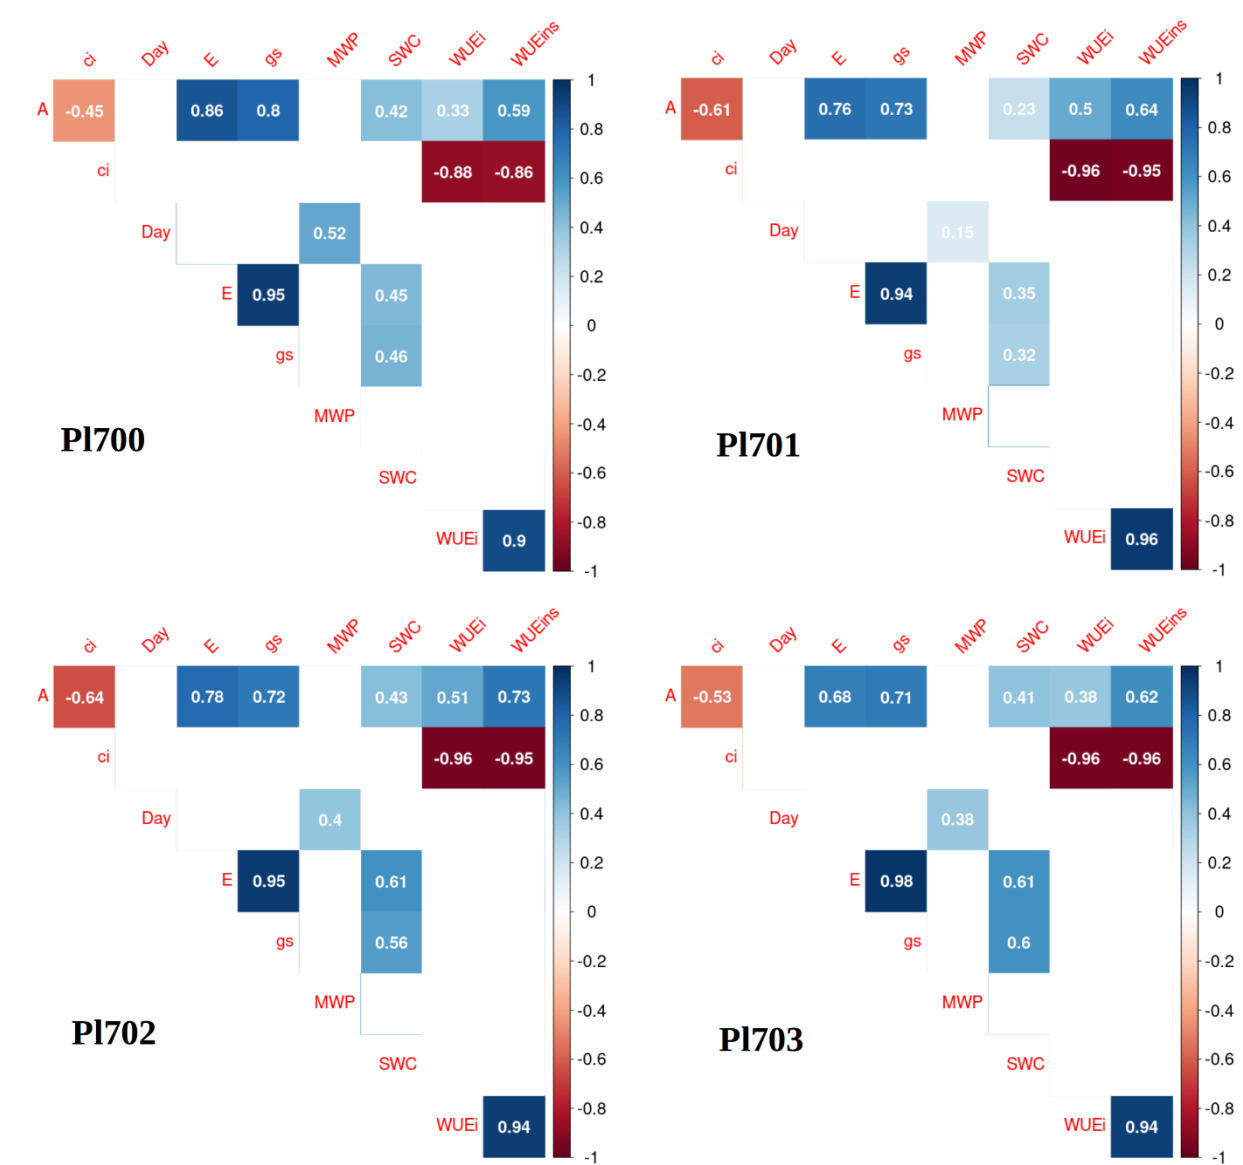 ci Day E gs MWP SWC WUEi WUEins
A -0.45 0.86 0.8 0.42 0.33 0.59
ci -0.88 -0.86
Day 0.52
E 0.95 0.45
gs 0.46
MWP
SWC
WUEi 0.9
1
0.8
0.6
0.4
0.2
0
-0.2
-0.4
-0.6
-0.8
-1
Pl700
ci Day E gs MWP SWC WUEi WUEins
A -0.61 0.76 0.73 0.23 0.5 0.64
ci -0.96 -0.95
Day 0.15
E 0.94 0.35
gs 0.32
MWP
SWC
WUEi 0.96
1
0.8
0.6
0.4
0.2
0
-0.2
-0.4
-0.6
-0.8
-1
Pl701
ci Day E gs MWP SWC WUEi WUEins
A -0.64 0.78 0.72 0.43 0.51 0.73
ci -0.96 -0.95
Day 0.4
E 0.95 0.61
gs 0.56
MWP
SWC
WUEi 0.94
1
0.8
0.6
0.4
0.2
0
-0.2
-0.4
-0.6
-0.8
-1
Pl702
ci Day E gs MWP SWC WUEi WUEins
A -0.53 0.68 0.71 0.41 0.38 0.62
ci -0.96 -0.96
Day 0.38
E 0.98 0.61
gs 0.6
MWP
SWC
WUEi 0.94
1
0.8
0.6
0.4
0.2
0
-0.2
-0.4
-0.6
-0.8
-1
Pl703